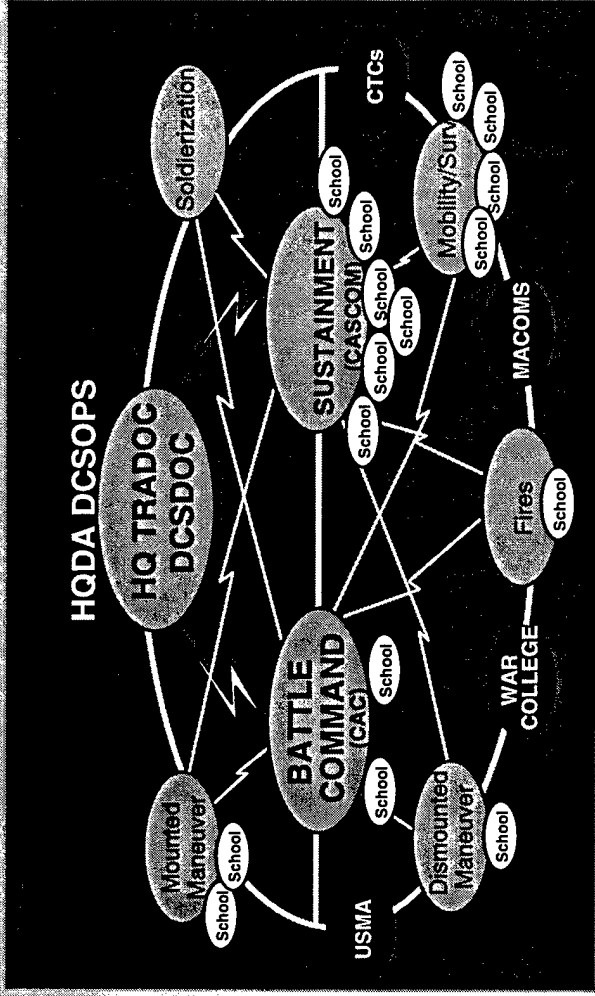 HQDA DCSOPS
HQ TRADOC
DCSDOC
Mounted
Maneuver
School
School
Soldierization
BATTLE
COMMAND
(CAC)
School
School
SUSTAINMENT
(CASCOM)
School
School
School
School
School
School
USMA
CTCs
Dismounted
Maneuver
School
Mobility/Surv
School
School
School
School
WAR
COLLEGE
Fires
School
MACOMS